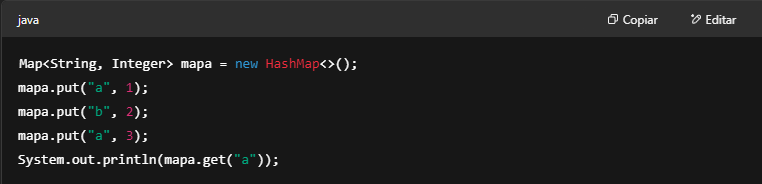 java Copiar Editar
Map<String, Integer> mapa = new HashMap<>();
mapa.put("a", 1);
mapa.put("b", 2);
mapa.put("a", 3);
System.out.println(mapa.get("a"));